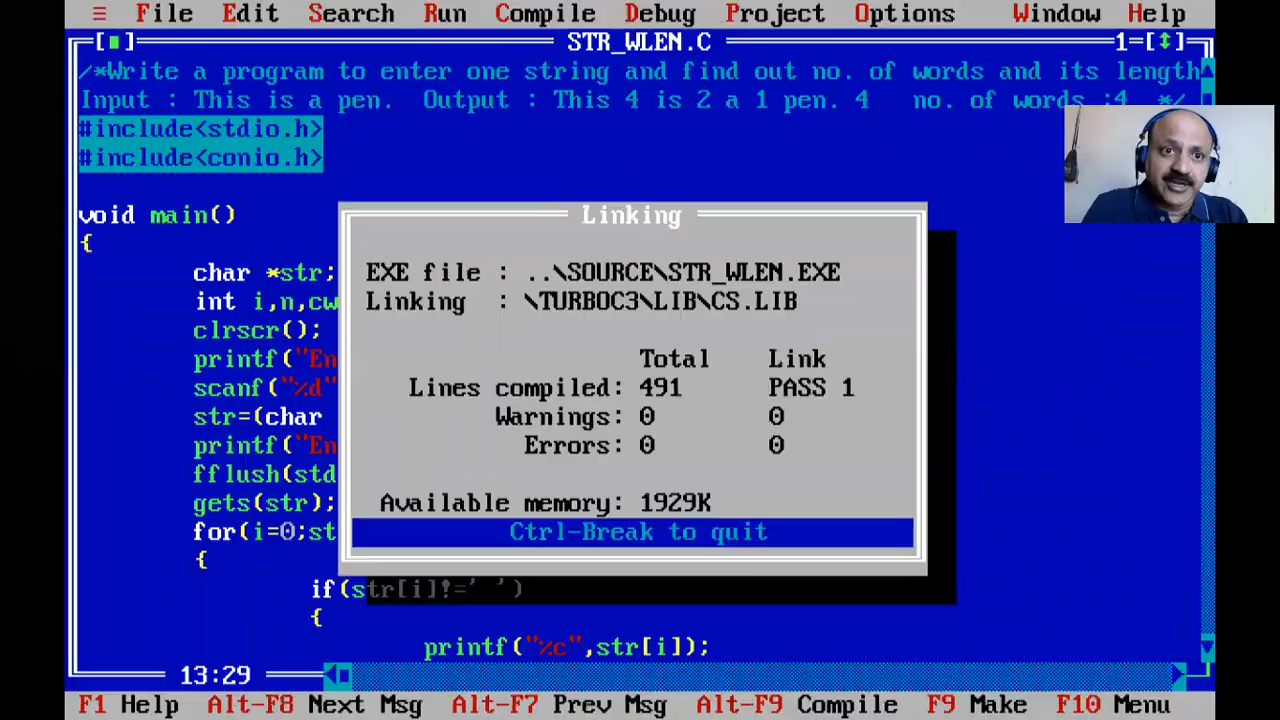 ≡ File Edit Search Run Compile Debug Project Options Window Help
[■] STR_WLEN.C 1=[↕]
/*Write a program to enter one string and find out no. of words and its length
Input : This is a pen. Output : This 4 is 2 a 1 pen. 4 no. of words :4 */
#include<stdio.h>
#include<conio.h>
void main()
{
char *str;
int i,n,cw
clrscr();
printf("En
scanf("%d"
str=(char
printf("En
fflush(std
gets(str);
for(i=0;st
{
if(str[i]!=' ')
{
printf("%c",str[i]);
Linking
EXE file : ..\SOURCE\STR_WLEN.EXE
Linking : \TURBOC3\LIB\CS.LIB
Total Link
Lines compiled: 491 PASS 1
Warnings: 0 0
Errors: 0 0
Available memory: 1929K
Ctrl-Break to quit
13:29
F1 Help Alt-F8 Next Msg Alt-F7 Prev Msg Alt-F9 Compile F9 Make F10 Menu